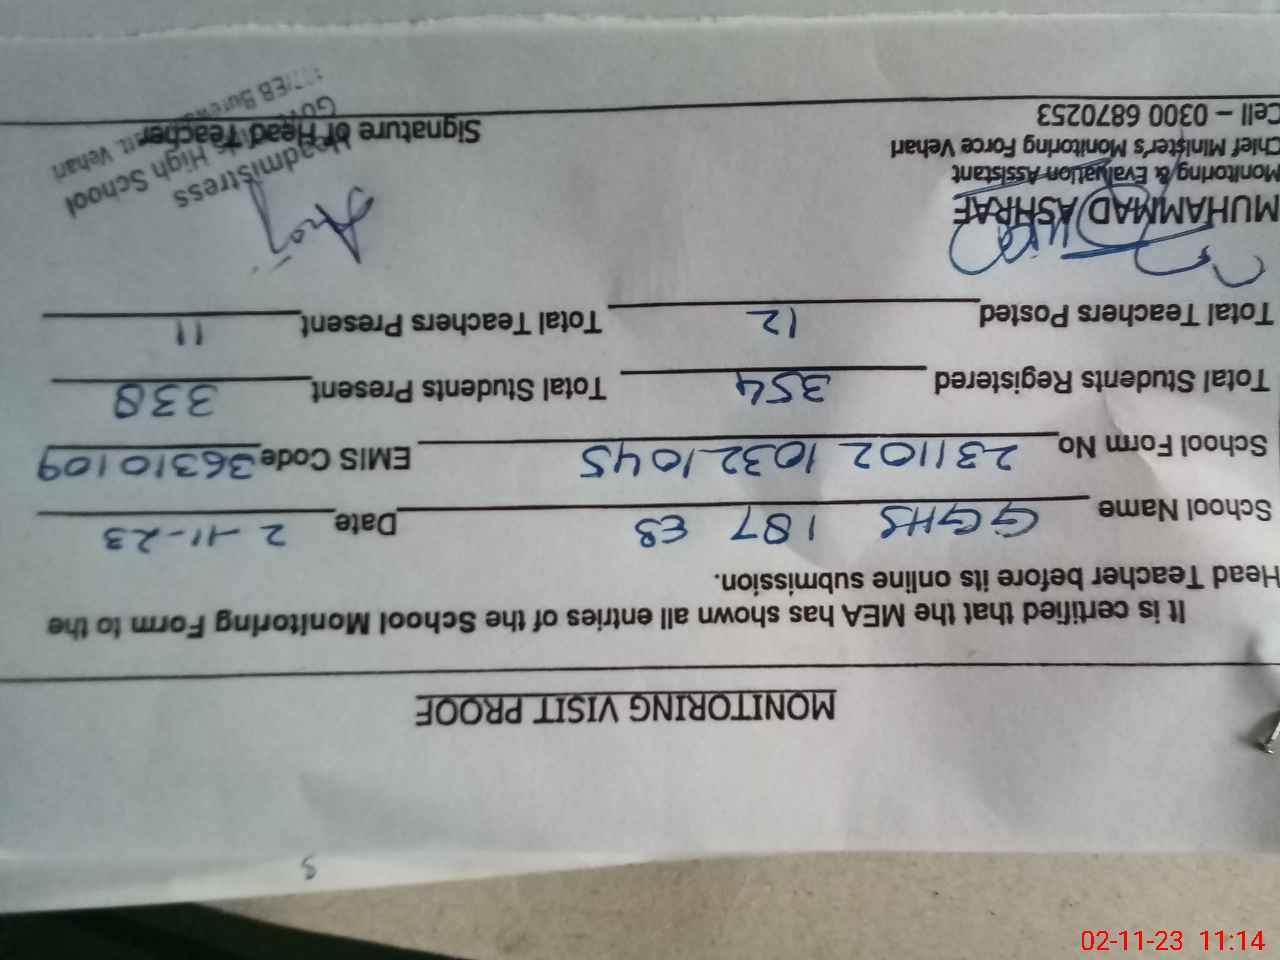 MONITORING VISIT PROOF
It is certified that the MEA has shown all entries of the School Monitoring Form to the
Head Teacher before its online submission.
School Name GGHS 187 EB Date 2-11-23
School Form No 231102 10321045 EMIS Code 36310109
Total Students Registered 354 Total Students Present 338
Total Teachers Posted 12 Total Teachers Present 11
MUHAMMAD ASHRAF
Monitoring & Evaluation Assistant
Chief Minister's Monitoring Force Vehari
Cell – 0300 6870253
Signature of Head Teacher
Headmistress
High School
Vehari
02-11-23 11:14